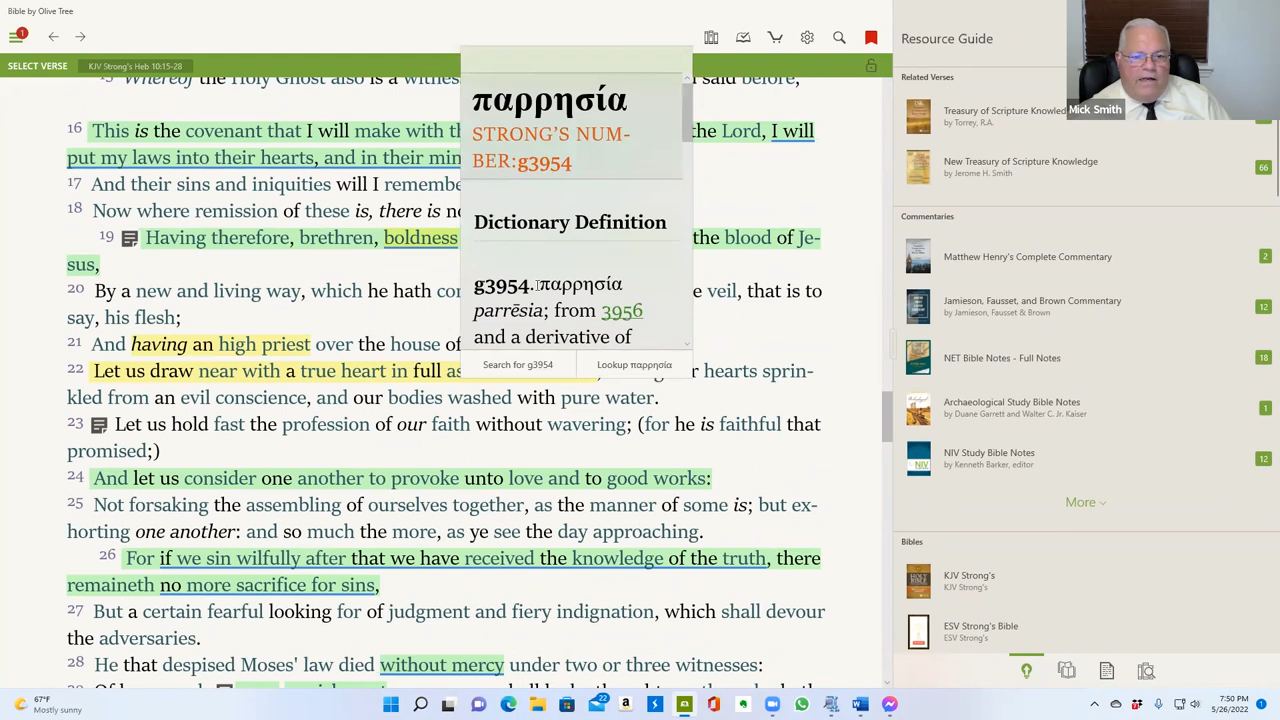 Bible by Olive Tree
1
SELECT VERSE
KJV Strong's Heb 10:15-28
Whereof the Holy Ghost also is a witness
said before,
16 This is the covenant that I will make with th
the Lord, I will
put my laws into their hearts, and in their min
17 And their sins and iniquities will I remembe
18 Now where remission of these is, there is no
19 Having therefore, brethren, boldness
the blood of Je-
sus,
20 By a new and living way, which he hath con
e veil, that is to
say, his flesh;
21 And having an high priest over the house of
22 Let us draw near with a true heart in full as
r hearts sprin-
kled from an evil conscience, and our bodies washed with pure water.
23 Let us hold fast the profession of our faith without wavering; (for he is faithful that
promised;)
24 And let us consider one another to provoke unto love and to good works:
25 Not forsaking the assembling of ourselves together, as the manner of some is; but ex-
horting one another: and so much the more, as ye see the day approaching.
26 For if we sin wilfully after that we have received the knowledge of the truth, there
remaineth no more sacrifice for sins,
27 But a certain fearful looking for of judgment and fiery indignation, which shall devour
the adversaries.
28 He that despised Moses' law died without mercy under two or three witnesses:
παρρησία
STRONG'S NUM-
BER:g3954
Dictionary Definition
g3954. παρρησία
parrēsia; from 3956
and a derivative of
Search for g3954
Lookup παρρησία
Resource Guide
Mick Smith
Related Verses
Treasury of Scripture Knowled
by Torrey, R.A.
New Treasury of Scripture Knowledge
by Jerome H. Smith
66
Commentaries
Matthew Henry's Complete Commentary
2
Jamieson, Fausset, and Brown Commentary
by Jamieson, Fausset & Brown
12
NET Bible Notes - Full Notes
18
Archaeological Study Bible Notes
by Duane Garrett and Walter C. Jr. Kaiser
1
NIV Study Bible Notes
by Kenneth Barker, editor
12
More
Bibles
KJV Strong's
KJV Strong's
ESV Strong's Bible
ESV Strong's
67°F
Mostly sunny
22
7:50 PM
5/26/2022